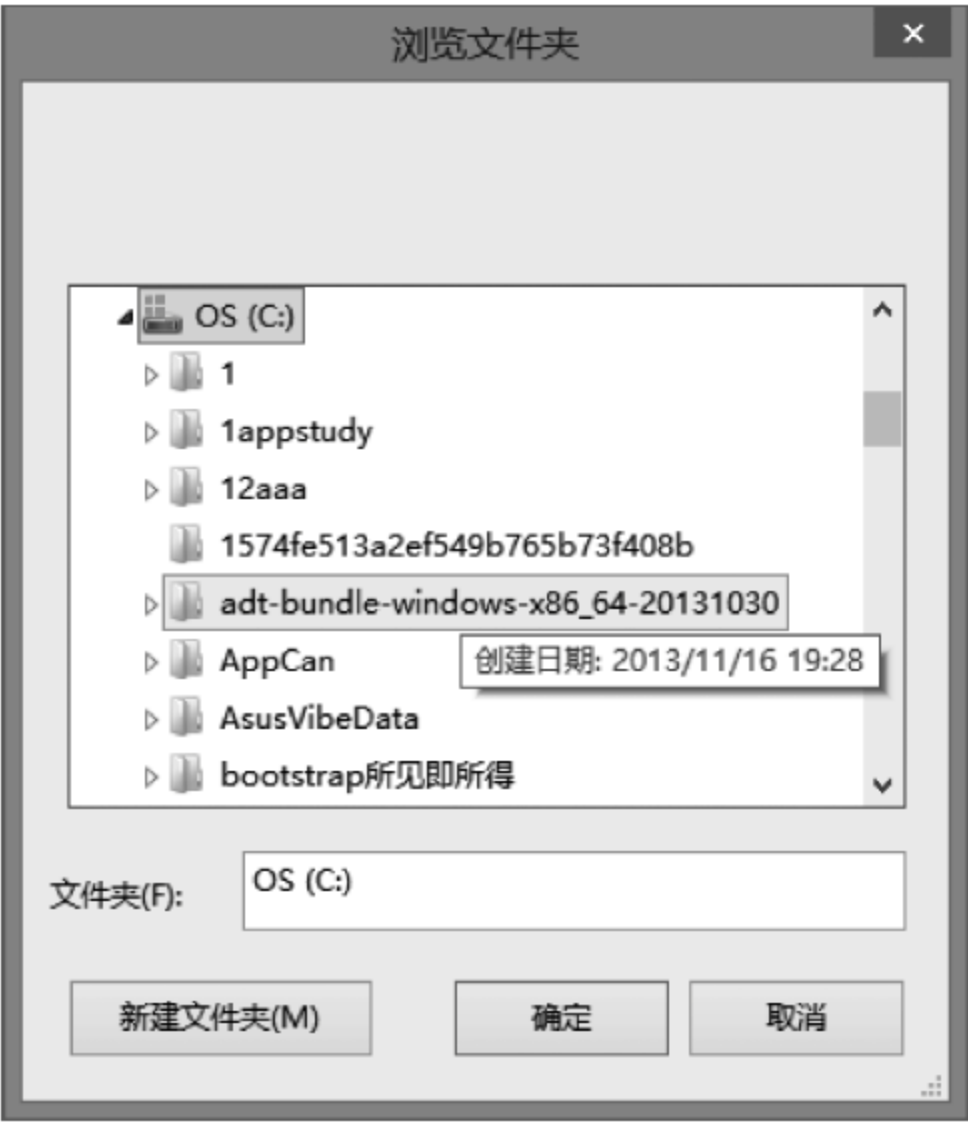 浏览文件夹
OS (C:)
1
1appstudy
12aaa
1574fe513a2ef549b765b73f408b
adt-bundle-windows-x86_64-20131030
AppCan
创建日期: 2013/11/16 19:28
AsusVibeData
bootstrap所见即所得
文件夹(F):
OS (C:)
新建文件夹(M)
确定
取消